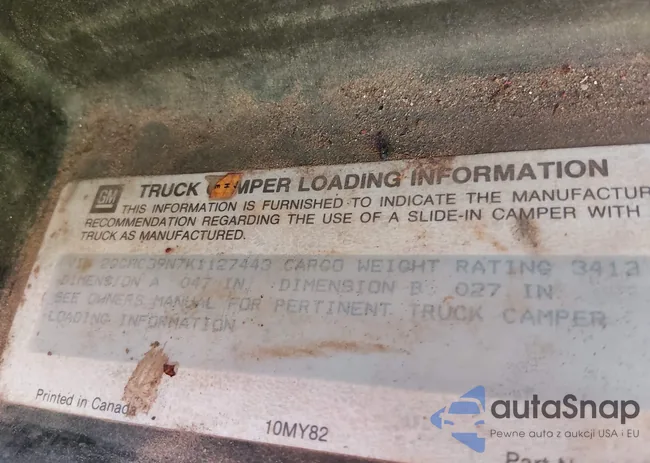 GM TRUCK CAMPER LOADING INFORMATION
THIS INFORMATION IS FURNISHED TO INDICATE THE MANUFACTUR
RECOMMENDATION REGARDING THE USE OF A SLIDE-IN CAMPER WITH
TRUCK AS MANUFACTURED.
CARGO WEIGHT RATING 3413
DIMENSION A 047 IN. DIMENSION B 027 IN
SEE OWNERS MANUAL FOR PERTINENT TRUCK CAMPER
LOADING INFORMATION
Printed in Canada
10MY82
Part
autaSnap
Pewne auta z aukcji USA i EU